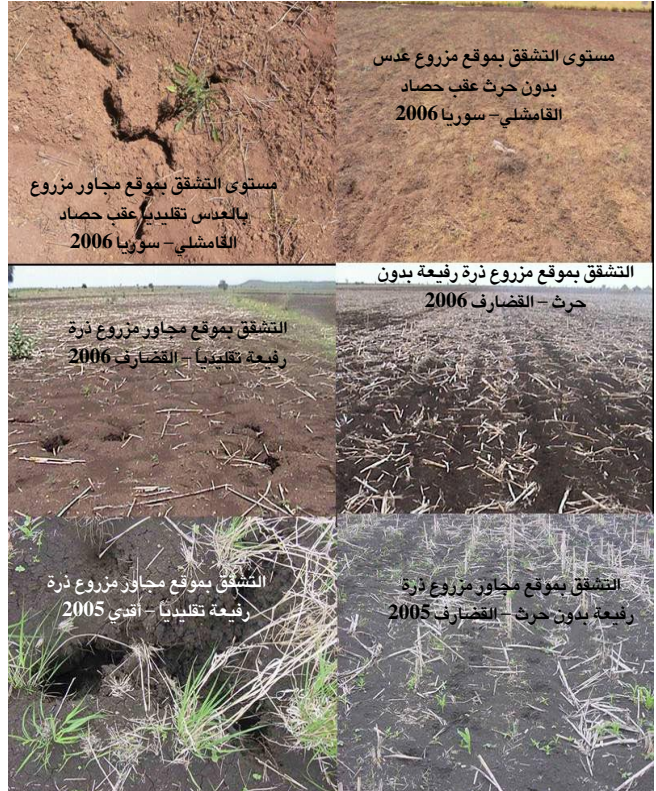 مستوى التشقق بموقع مزروع عدس
بدون حرث عقب حصاد
القامشلي – سوريا 2006
مستوى التشقق بموقع مجاور مزروع
بالعدس تقليدياً عقب حصاد
القامشلي – سوريا 2006
التشقق بموقع مزروع ذرة رفيعة بدون
حرث – القضارف 2006
التشقق بموقع مجاور مزروع ذرة
رفيعة تقليدياً – القضارف 2006
التشقق بموقع مجاور مزروع ذرة
رفيعة بدون حرث – القضارف 2005
التشقق بموقع مجاور مزروع ذرة
رفيعة تقليدياً – أقدي 2005